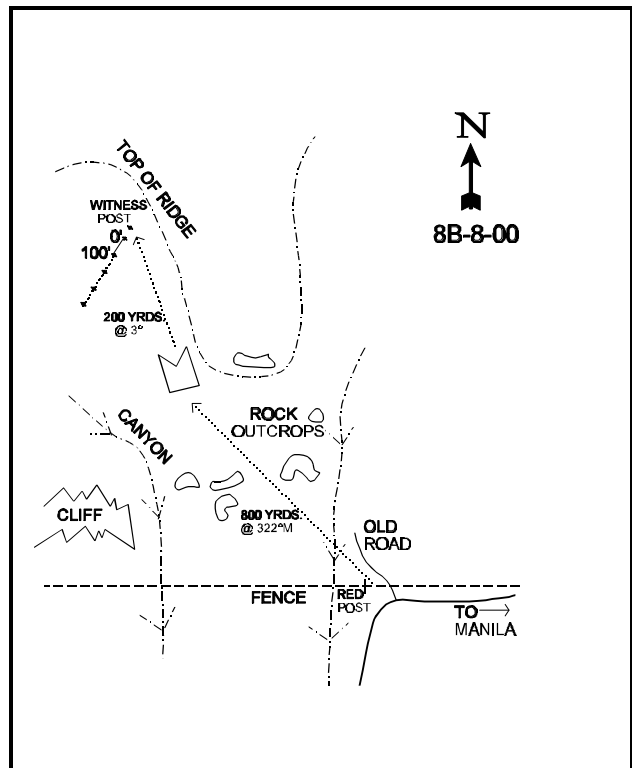 N
8B-8-00
TOP OF RIDGE
WITNESS
POST
0'
100'
200 YRDS.
@ 3°
CANYON
ROCK
OUTCROPS
CLIFF
800 YRDS.
@ 322°M
OLD
ROAD
FENCE
RED
POST
TO
MANILA